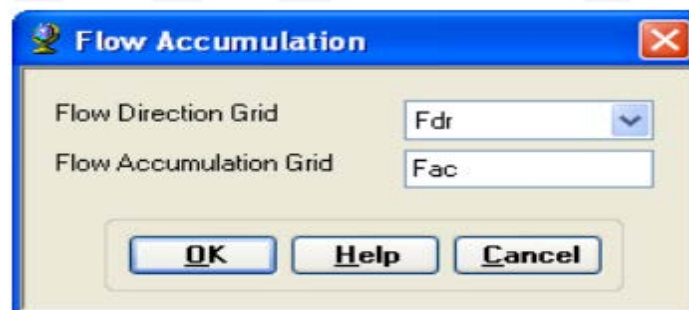 Flow Accumulation
Flow Direction Grid Fdr
Flow Accumulation Grid Fac
OK Help Cancel